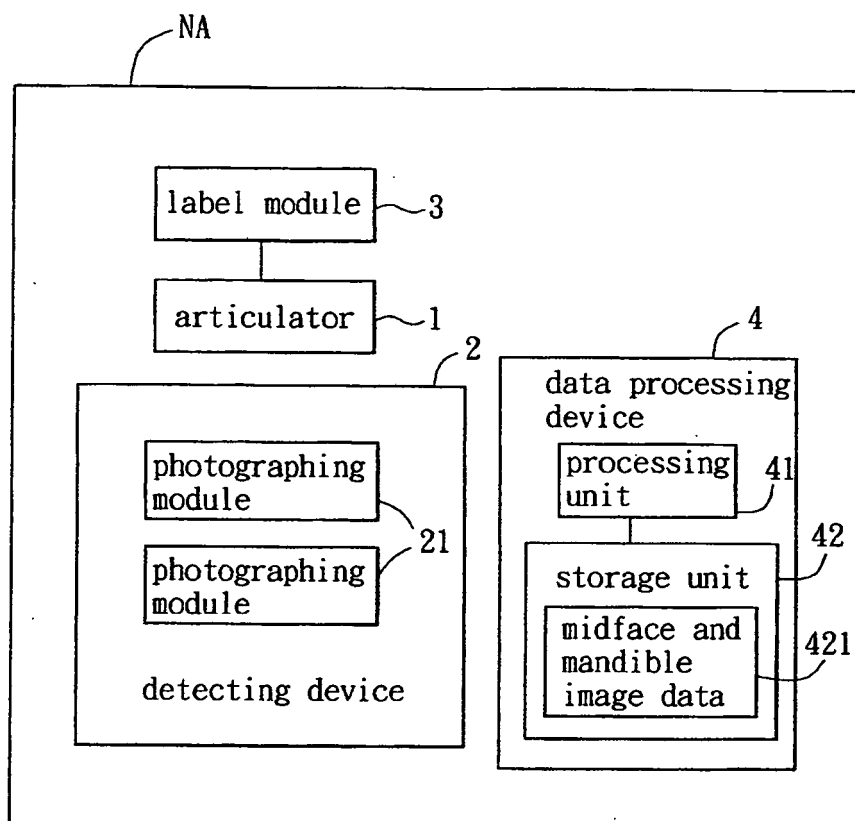 NA
label module
3
articulator
1
2
4
data processing
device
photographing
module
processing
unit
41
21
photographing
module
42
storage unit
midface and
mandible
image data
421
detecting device